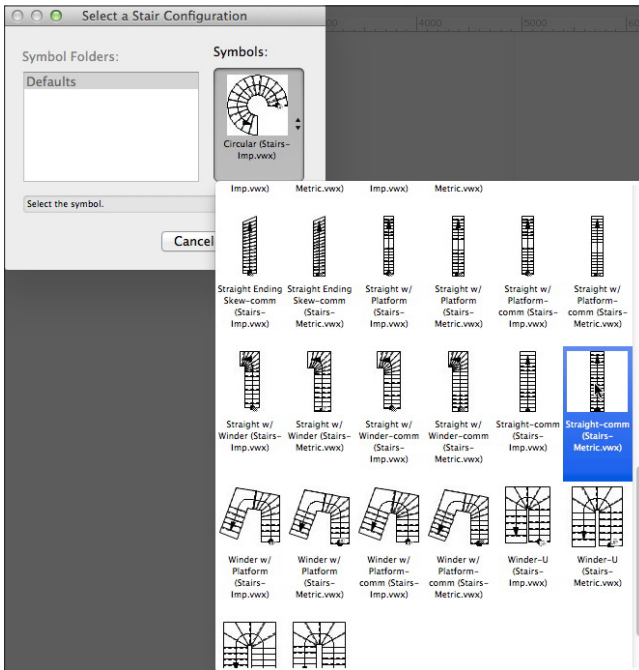 Select a Stair Configuration
4000
5000
Symbol Folders:
Symbols:
Defaults
Circular (Stairs-
Imp.vwx)
Select the symbol.
Cancel
Imp.vwx) Metric.vwx) Imp.vwx) Metric.vwx)
Straight Ending Straight Ending Straight w/ Straight w/ Straight w/ Straight w/
Skew-comm Skew-comm Platform Platform Platform- Platform-
(Stairs- (Stairs- (Stairs- (Stairs- comm (Stairs- comm (Stairs-
Imp.vwx) Metric.vwx) Imp.vwx) Metric.vwx) Imp.vwx) Metric.vwx)
Straight w/ Straight w/ Straight w/ Straight w/ Straight-comm Straight-comm
Winder (Stairs- Winder (Stairs- Winder-comm Winder-comm (Stairs- (Stairs-
Imp.vwx) Metric.vwx) (Stairs- (Stairs- Imp.vwx) Metric.vwx)
Imp.vwx) Metric.vwx)
Winder w/ Winder w/ Winder w/ Winder w/ Winder-U Winder-U
Platform Platform Platform- Platform- (Stairs- (Stairs-
(Stairs- (Stairs- comm (Stairs- comm (Stairs- Imp.vwx) Metric.vwx)
Imp.vwx) Metric.vwx) Imp.vwx) Metric.vwx)